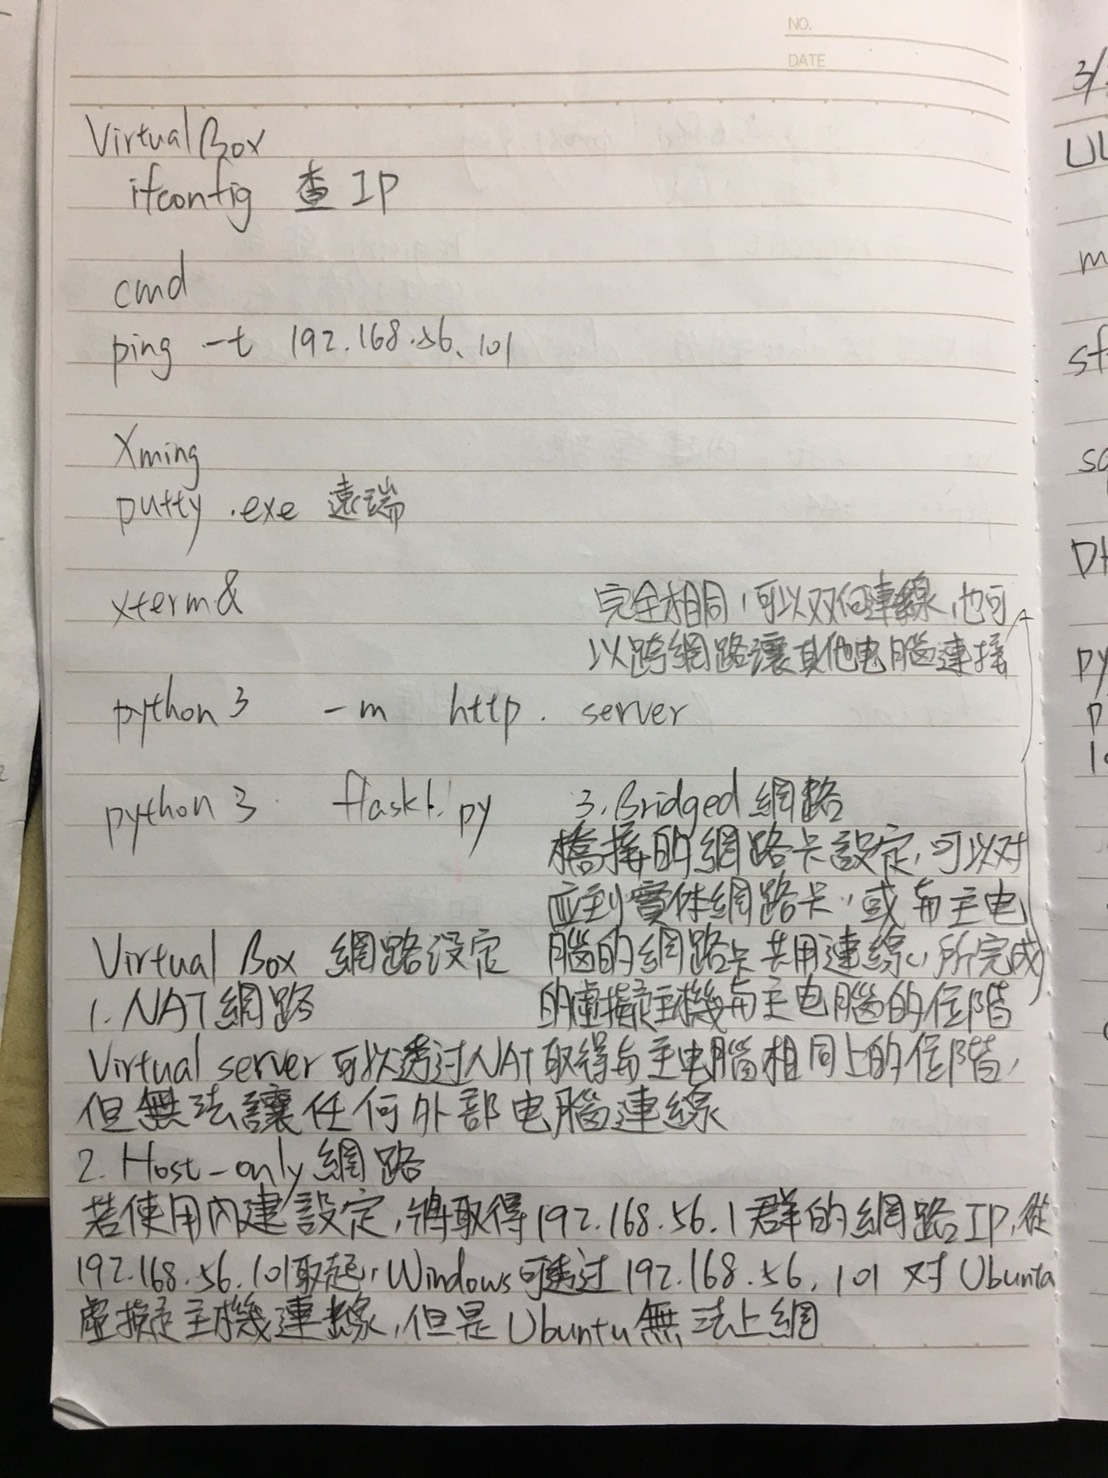 NO.
DATE
VirtualBox
ifconfig 查 IP
cmd
ping -t 192.168.56.101
Xming
putty.exe 遠端
xterm&
python3 -m http.server
python3 flask1.py
Virtual Box 網路設定
1. NAT網路
Virtual server可以透过NAT取得与主电腦相同上的位階,
但無法讓任何外部电腦連線
2. Host-only網路
若使用內建設定,將取得192.168.56.1群的網路IP,從
192.168.56.101取起,Windows可透过192.168.56.101对Ubuntu
虛擬主機連線,但是Ubuntu無法上網
3. Bridged網路
橋接的網路卡設定,可以对
应到實体網路卡,或与主电
腦的網路卡共用連線,所完成
的虛擬主機与主电腦的位階
完全相同,可以双向連線,也可
以跨網路讓其他电腦連接
3/
m
sf
py
p